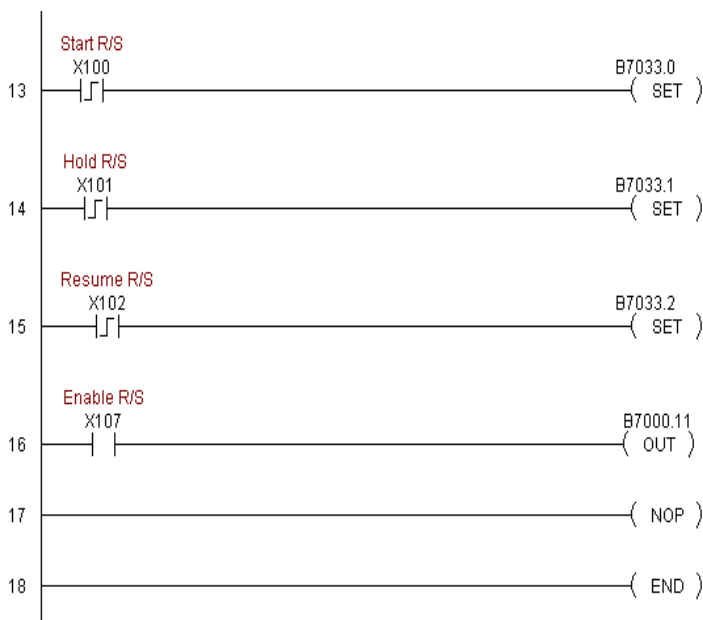 Start R/S
X100
B7033.0
13
SET
Hold R/S
X101
B7033.1
14
SET
Resume R/S
X102
B7033.2
15
SET
Enable R/S
X107
B7000.11
16
OUT
17
NOP
18
END